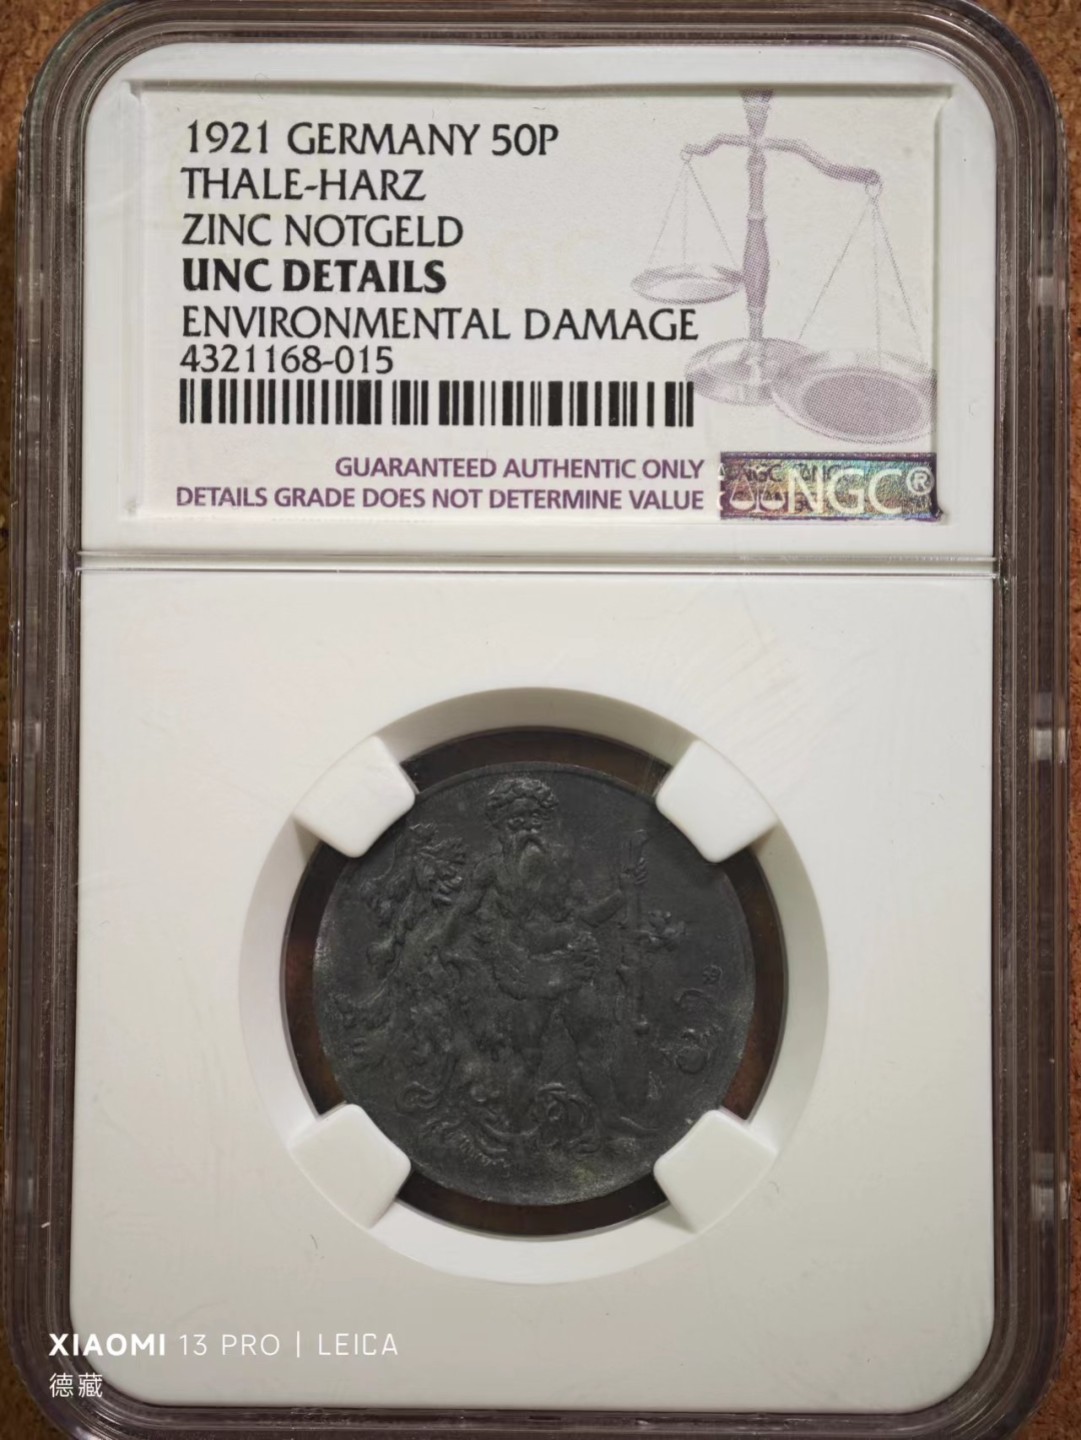 1921 GERMANY 50P
THALE-HARZ
ZINC NOTGELD
UNC DETAILS
ENVIRONMENTAL DAMAGE
4321168-015
GUARANTEED AUTHENTIC ONLY
DETAILS GRADE DOES NOT DETERMINE VALUE
NGC®
XIAOMI 13 PRO | LEICA
德藏